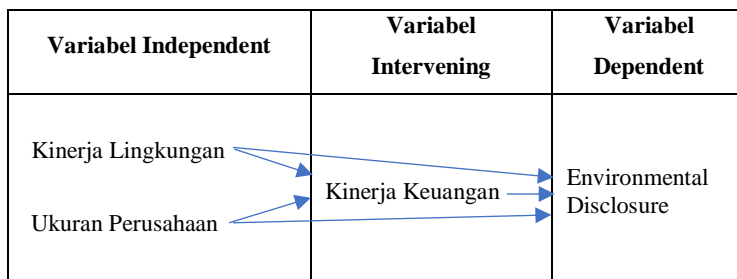 Variabel Independent
Variabel
Intervening
Variabel
Dependent
Kinerja Lingkungan
Ukuran Perusahaan
Kinerja Keuangan
Environmental
Disclosure